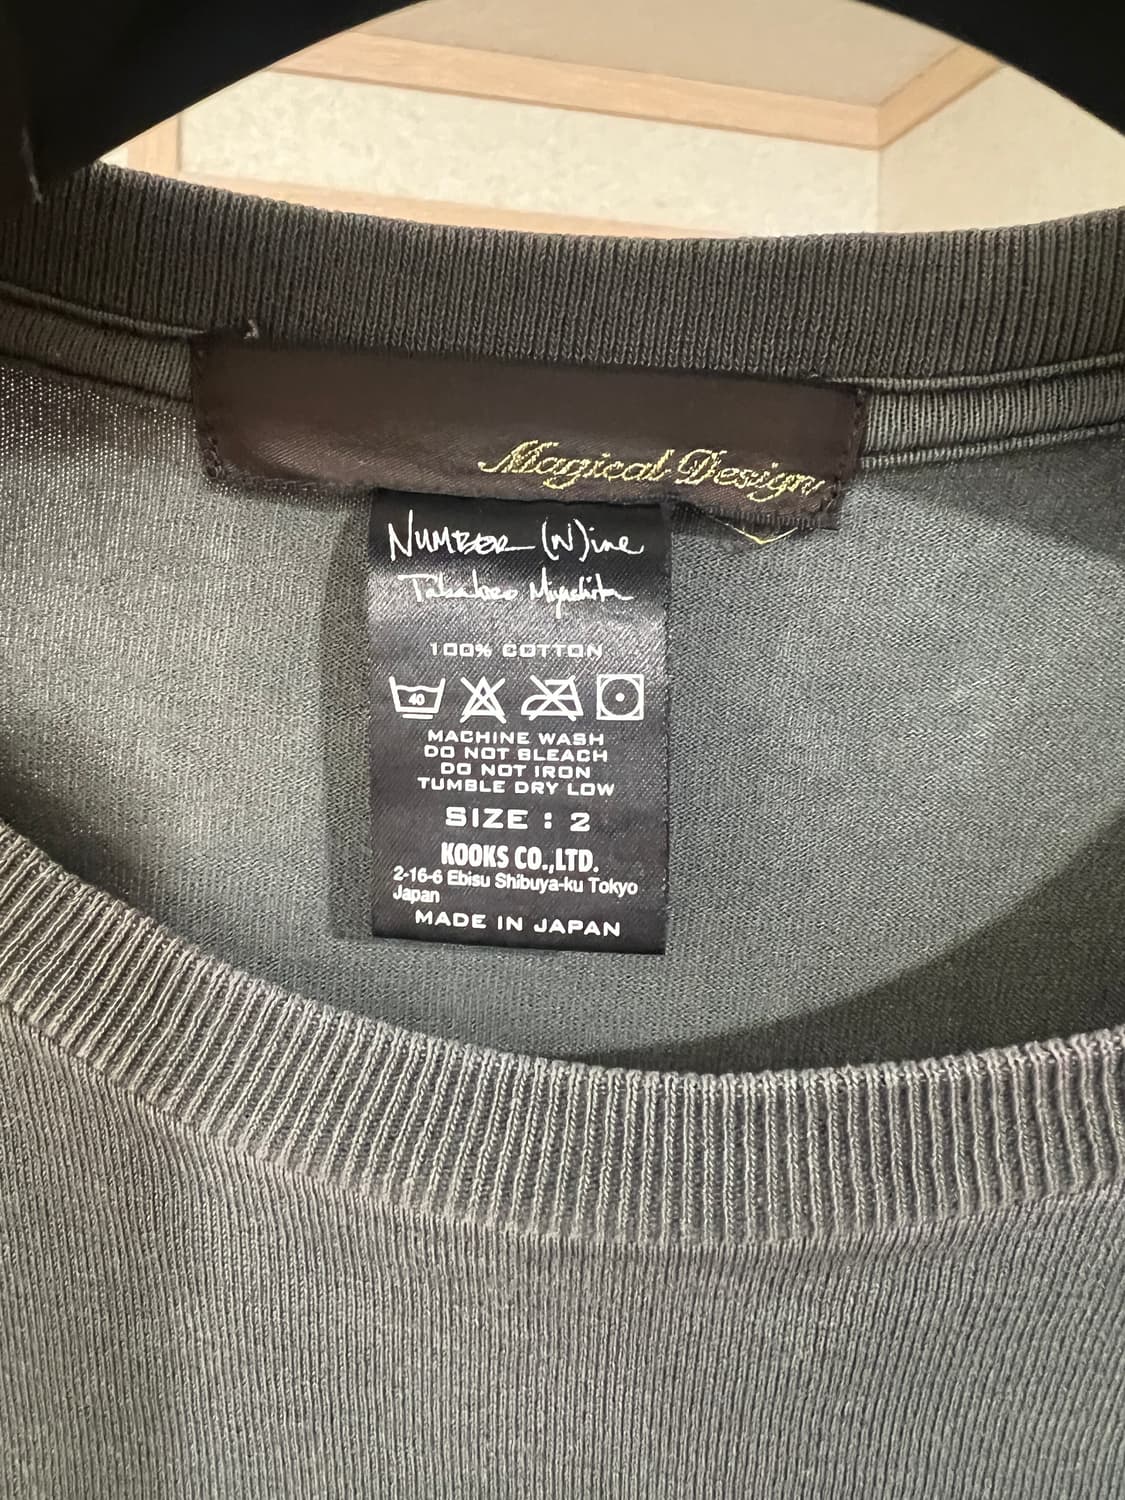 Magical Design
NUMBER (N)ine
Takahiro Miyashita
100% COTTON
40
MACHINE WASH
DO NOT BLEACH
DO NOT IRON
TUMBLE DRY LOW
SIZE : 2
KOOKS CO.,LTD.
2-16-6 Ebisu Shibuya-ku Tokyo
Japan
MADE IN JAPAN